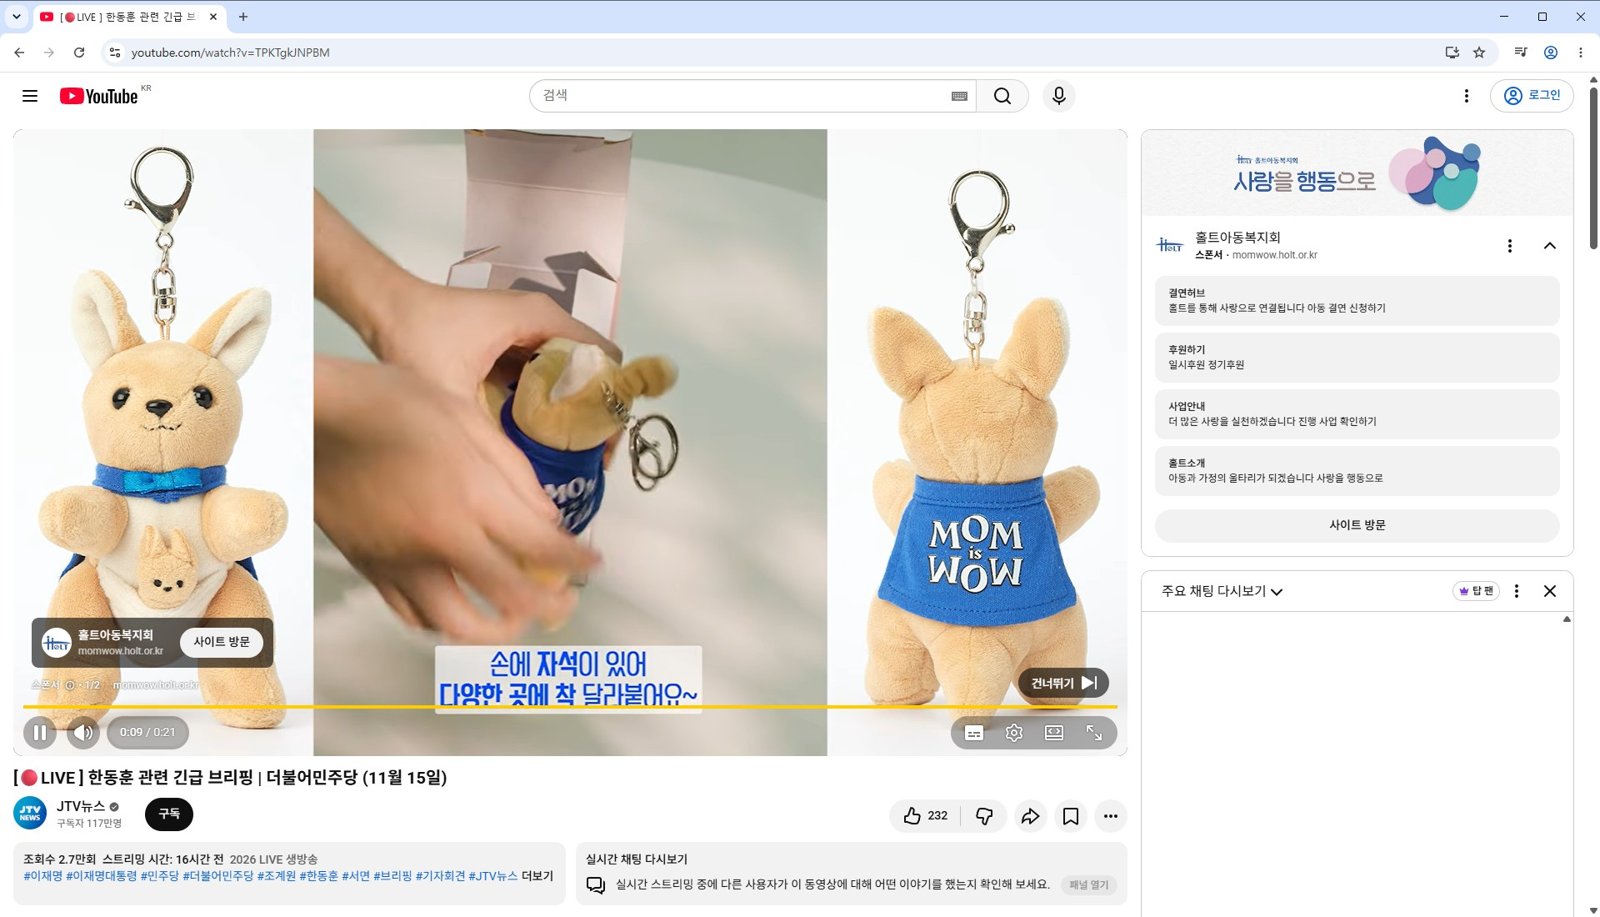 [🔴LIVE ] 한동훈 관련 긴급 브
youtube.com/watch?v=TPKTgkJNPBM
YouTube KR
검색
로그인
MOM
MOM
is
WOW
손에 자석이 있어
다양한 곳에 착 달라붙어요~
홀트아동복지회
momwow.holt.or.kr
사이트 방문
스폰서 · 1/2 momwow.holt.or.kr
건너뛰기
0:09 / 0:21
[🔴LIVE ] 한동훈 관련 긴급 브리핑 | 더불어민주당 (11월 15일)
JTV NEWS
JTV뉴스
구독자 117만명
구독
232
조회수 2.7만회 스트리밍 시간: 16시간 전 2026 LIVE 생방송
#이재명 #이재명대통령 #민주당 #더불어민주당 #조계원 #한동훈 #서면 #브리핑 #기자회견 #JTV뉴스 더보기
실시간 채팅 다시보기
실시간 스트리밍 중에 다른 사용자가 이 동영상에 대해 어떤 이야기를 했는지 확인해 보세요.
패널 열기
HOLT 홀트아동복지회
사랑을 행동으로
HOLT
홀트아동복지회
스폰서 · momwow.holt.or.kr
결연허브
홀트를 통해 사랑으로 연결됩니다 아동 결연 신청하기
후원하기
일시후원 정기후원
사업안내
더 많은 사랑을 실천하겠습니다 진행 사업 확인하기
홀트소개
아동과 가정의 울타리가 되겠습니다 사랑을 행동으로
사이트 방문
주요 채팅 다시보기
탑 팬